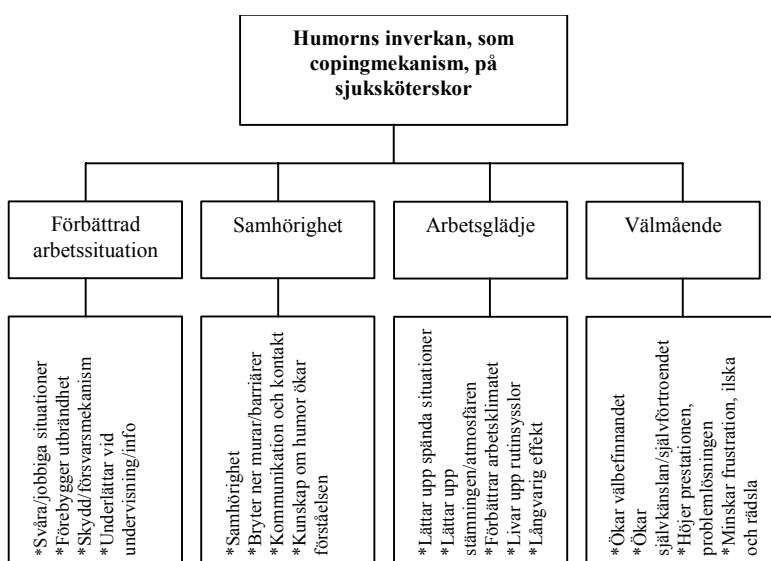 Humorns inverkan, som
copingmekanism, på
sjuksköterskor
Förbättrad
arbetssituation
Samhörighet
Arbetsglädje
Välmående
*Svåra/jobbiga situationer
*Förebygger utbrändhet
*Skydd/försvarsmekanism
*Underlättar vid
undervisning/info
*Samhörighet
*Bryter ner murar/barriärer
*Kommunikation och kontakt
*Kunskap om humor ökar
förståelsen
*Lättar upp spända situationer
*Lättar upp
stämningen/atmosfären
*Förbättrar arbetsklimatet
*Livar upp rutinsysslor
*Långvarig effekt
*Ökar välbefinnandet
*Ökar
självkänslan/självförtroendet
*Höjer prestationen,
problemlösningen
*Minskar frustration, ilska
och rädsla